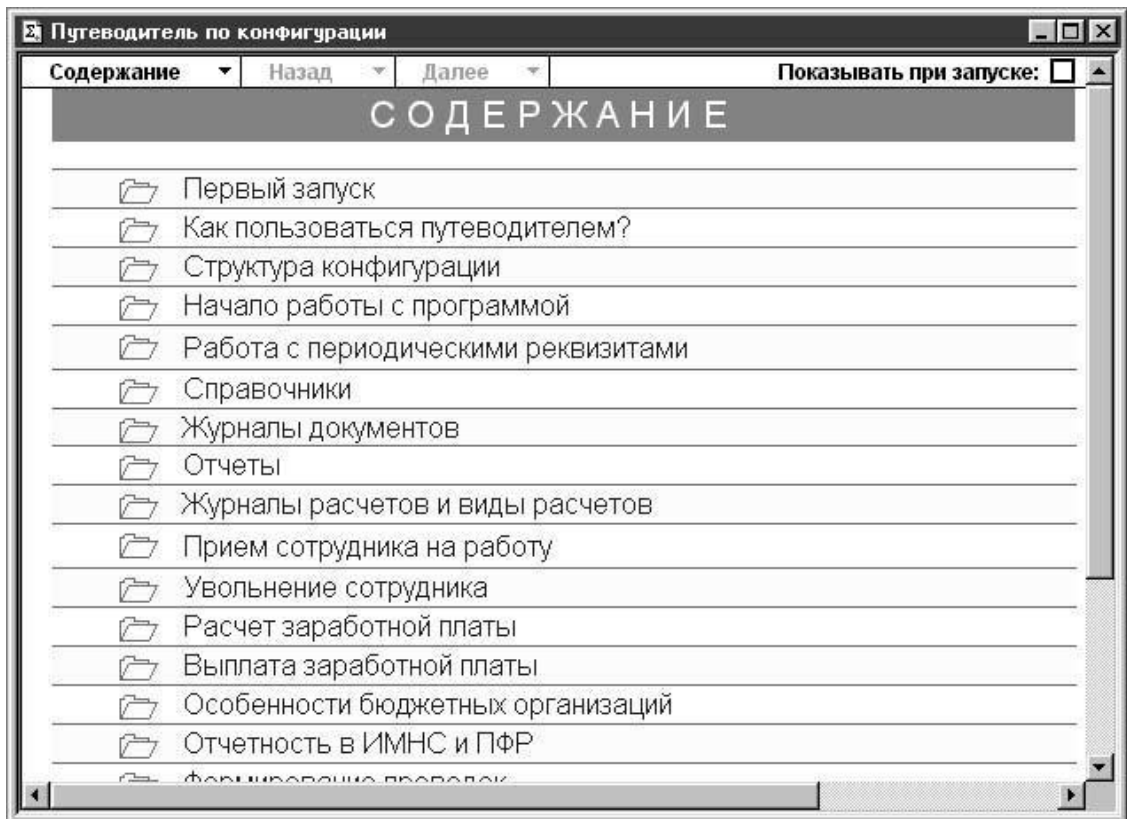 Путеводитель по конфигурации
Содержание Назад Далее Показывать при запуске:
СОДЕРЖАНИЕ
Первый запуск
Как пользоваться путеводителем?
Структура конфигурации
Начало работы с программой
Работа с периодическими реквизитами
Справочники
Журналы документов
Отчеты
Журналы расчетов и виды расчетов
Прием сотрудника на работу
Увольнение сотрудника
Расчет заработной платы
Выплата заработной платы
Особенности бюджетных организаций
Отчетность в ИМНС и ПФР
Формирование проводок